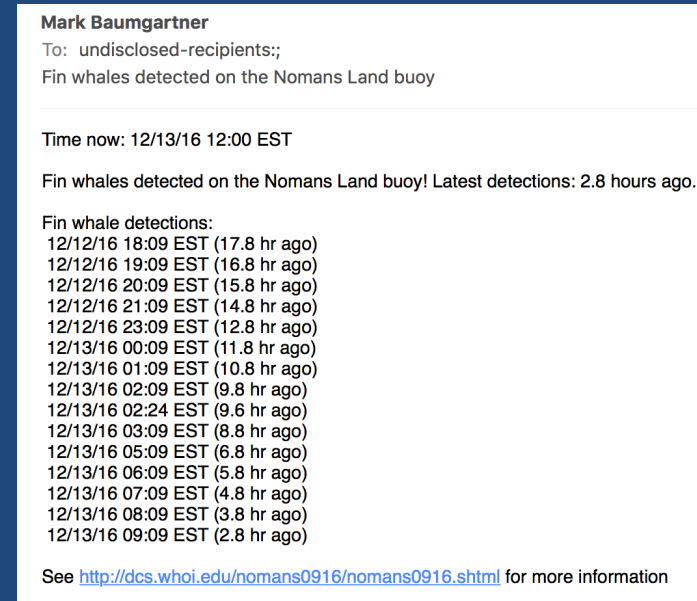 Mark Baumgartner
To: undisclosed-recipients:;
Fin whales detected on the Nomans Land buoy
Time now: 12/13/16 12:00 EST
Fin whales detected on the Nomans Land buoy! Latest detections: 2.8 hours ago.
Fin whale detections:
12/12/16 18:09 EST (17.8 hr ago)
12/12/16 19:09 EST (16.8 hr ago)
12/12/16 20:09 EST (15.8 hr ago)
12/12/16 21:09 EST (14.8 hr ago)
12/12/16 23:09 EST (12.8 hr ago)
12/13/16 00:09 EST (11.8 hr ago)
12/13/16 01:09 EST (10.8 hr ago)
12/13/16 02:09 EST (9.8 hr ago)
12/13/16 02:24 EST (9.6 hr ago)
12/13/16 03:09 EST (8.8 hr ago)
12/13/16 05:09 EST (6.8 hr ago)
12/13/16 06:09 EST (5.8 hr ago)
12/13/16 07:09 EST (4.8 hr ago)
12/13/16 08:09 EST (3.8 hr ago)
12/13/16 09:09 EST (2.8 hr ago)
See http://dcs.whoi.edu/nomans0916/nomans0916.shtml for more information